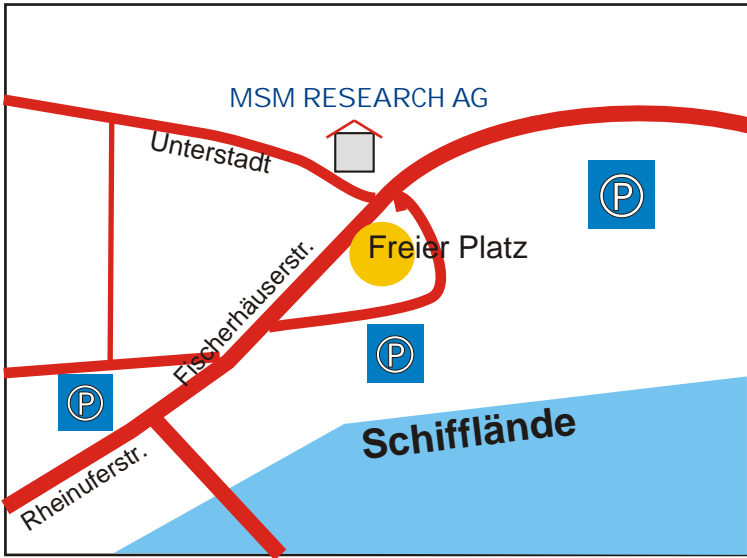 MSM RESEARCH AG
Unterstadt
P
Freier Platz
Fischerhäuserstr.
P
P
Schifflände
Rheinuferstr.